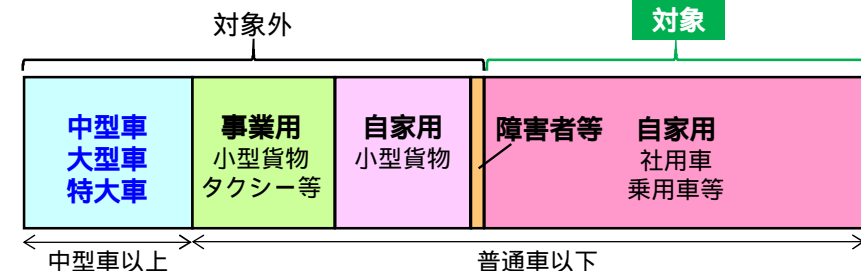 対象外
対象
中型車
大型車
特大車
事業用
小型貨物
タクシー等
自家用
小型貨物
障害者等
自家用
社用車
乗用車等
中型車以上
普通車以下